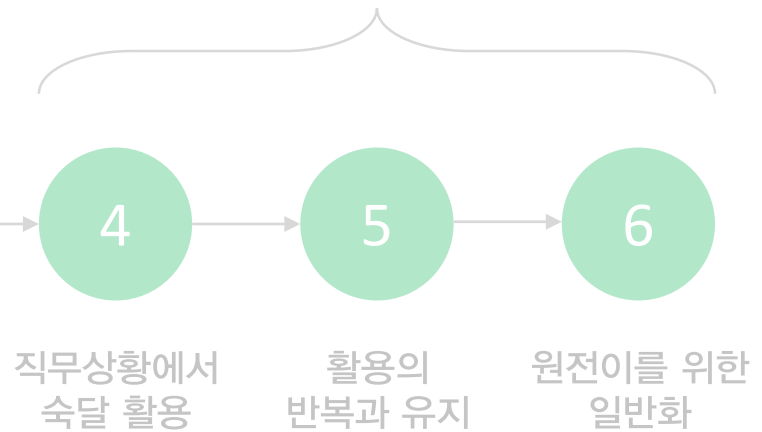 4
5
6
직무상황에서
숙달 활용
활용의
반복과 유지
원전이를 위한
일반화